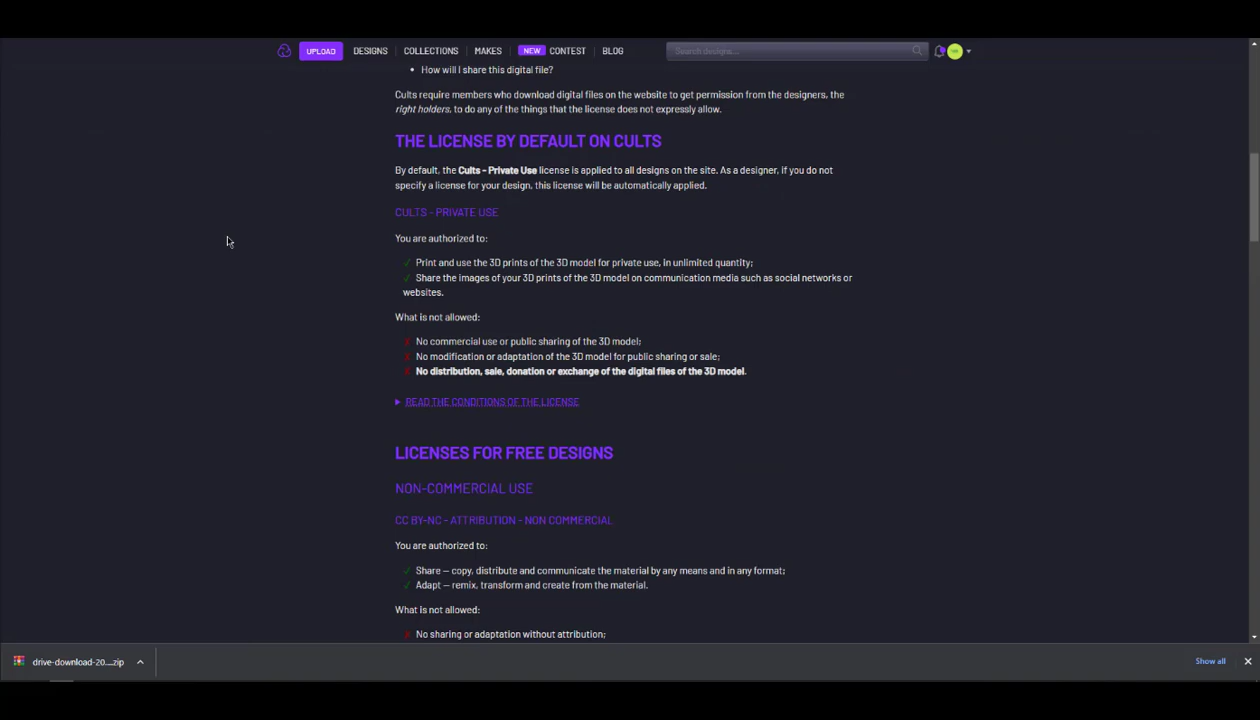 UPLOAD DESIGNS COLLECTIONS MAKES NEW CONTEST BLOG Search designs...
• How will I share this digital file?
Cults require members who download digital files on the website to get permission from the designers, the
right holders, to do any of the things that the license does not expressly allow.
THE LICENSE BY DEFAULT ON CULTS
By default, the Cults - Private Use license is applied to all designs on the site. As a designer, if you do not
specify a license for your design, this license will be automatically applied.
CULTS - PRIVATE USE
You are authorized to:
✓ Print and use the 3D prints of the 3D model for private use, in unlimited quantity;
✓ Share the images of your 3D prints of the 3D model on communication media such as social networks or
websites.
What is not allowed:
X No commercial use or public sharing of the 3D model;
X No modification or adaptation of the 3D model for public sharing or sale;
X No distribution, sale, donation or exchange of the digital files of the 3D model.
READ THE CONDITIONS OF THE LICENSE
LICENSES FOR FREE DESIGNS
NON-COMMERCIAL USE
CC BY-NC - ATTRIBUTION - NON COMMERCIAL
You are authorized to:
✓ Share — copy, distribute and communicate the material by any means and in any format;
✓ Adapt — remix, transform and create from the material.
What is not allowed:
X No sharing or adaptation without attribution;
drive-download-20....zip Show all